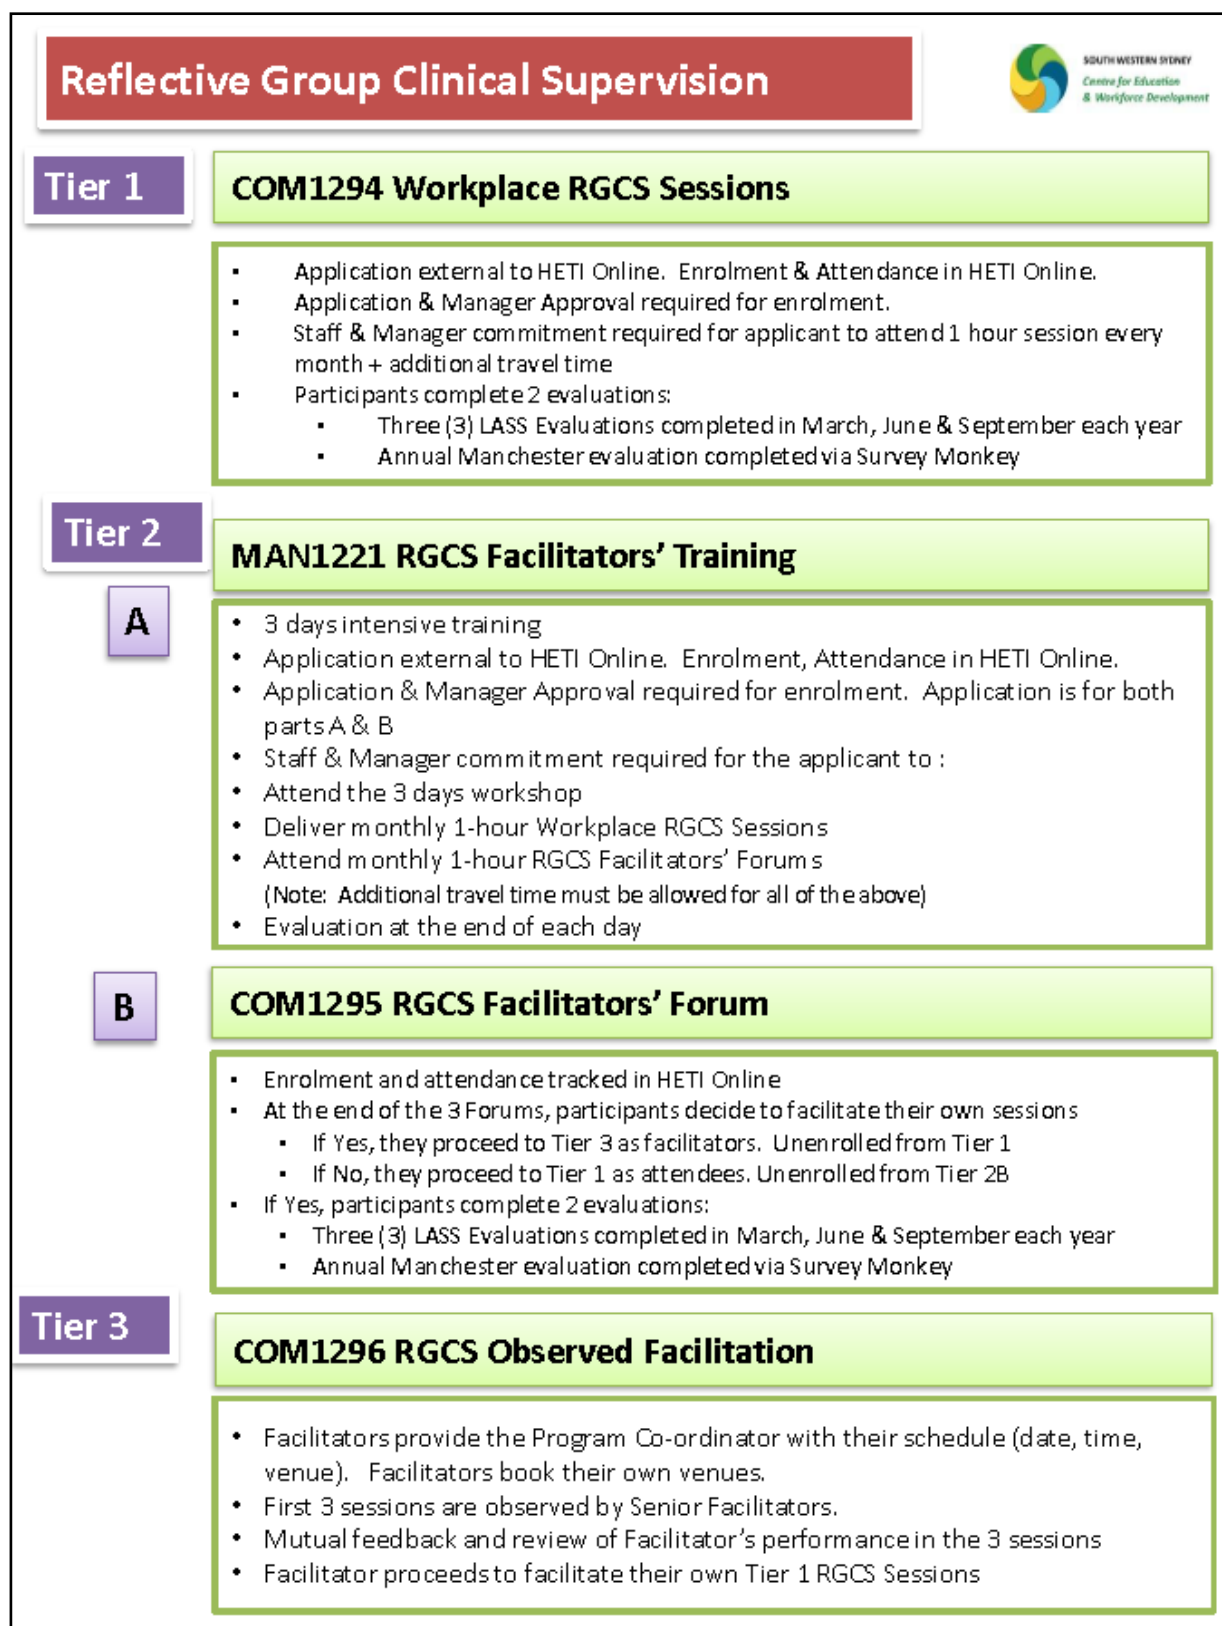 Reflective Group Clinical Supervision
SOUTH WESTERN SYDNEY
Centre for Education
& Workforce Development
Tier 1
COM1294 Workplace RGCS Sessions
▪ Application external to HETI Online. Enrolment & Attendance in HETI Online.
▪ Application & Manager Approval required for enrolment.
▪ Staff & Manager commitment required for applicant to attend 1 hour session every
month + additional travel time
▪ Participants complete 2 evaluations:
▪ Three (3) LASS Evaluations completed in March, June & September each year
▪ Annual Manchester evaluation completed via Survey Monkey
Tier 2
MAN1221 RGCS Facilitators’ Training
A
• 3 days intensive training
• Application external to HETI Online. Enrolment, Attendance in HETI Online.
• Application & Manager Approval required for enrolment. Application is for both
parts A & B
• Staff & Manager commitment required for the applicant to :
• Attend the 3 days workshop
• Deliver monthly 1-hour Workplace RGCS Sessions
• Attend monthly 1-hour RGCS Facilitators’ Forums
(Note: Additional travel time must be allowed for all of the above)
• Evaluation at the end of each day
B
COM1295 RGCS Facilitators’ Forum
▪ Enrolment and attendance tracked in HETI Online
▪ At the end of the 3 Forums, participants decide to facilitate their own sessions
▪ If Yes, they proceed to Tier 3 as facilitators. Unenrolled from Tier 1
▪ If No, they proceed to Tier 1 as attendees. Unenrolled from Tier 2B
▪ If Yes, participants complete 2 evaluations:
▪ Three (3) LASS Evaluations completed in March, June & September each year
▪ Annual Manchester evaluation completed via Survey Monkey
Tier 3
COM1296 RGCS Observed Facilitation
• Facilitators provide the Program Co-ordinator with their schedule (date, time,
venue). Facilitators book their own venues.
• First 3 sessions are observed by Senior Facilitators.
• Mutual feedback and review of Facilitator’s performance in the 3 sessions
• Facilitator proceeds to facilitate their own Tier 1 RGCS Sessions